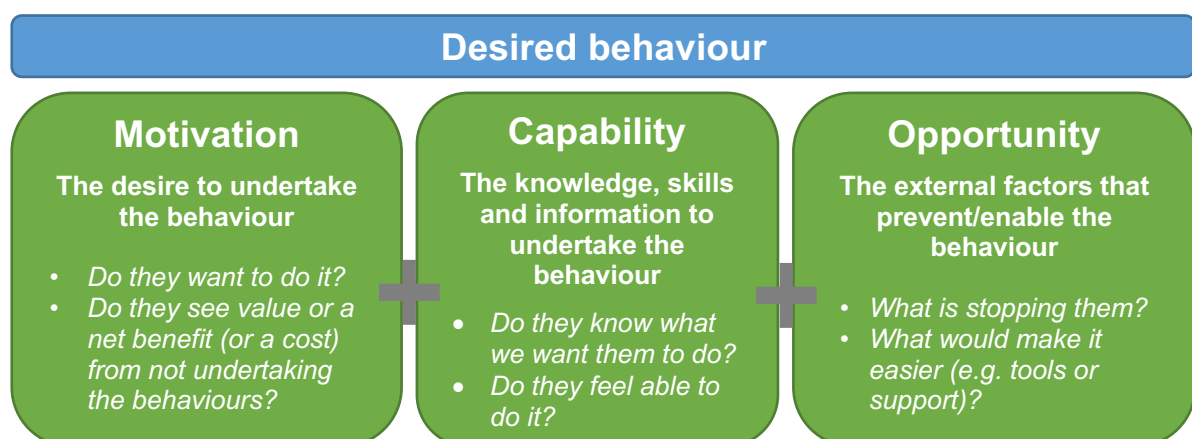 Desired behaviour
Motivation
The desire to undertake
the behaviour
• Do they want to do it?
• Do they see value or a
net benefit (or a cost)
from not undertaking
the behaviours?
Capability
The knowledge, skills
and information to
undertake the
behaviour
• Do they know what
we want them to do?
• Do they feel able to
do it?
Opportunity
The external factors that
prevent/enable the
behaviour
• What is stopping them?
• What would make it
easier (e.g. tools or
support)?